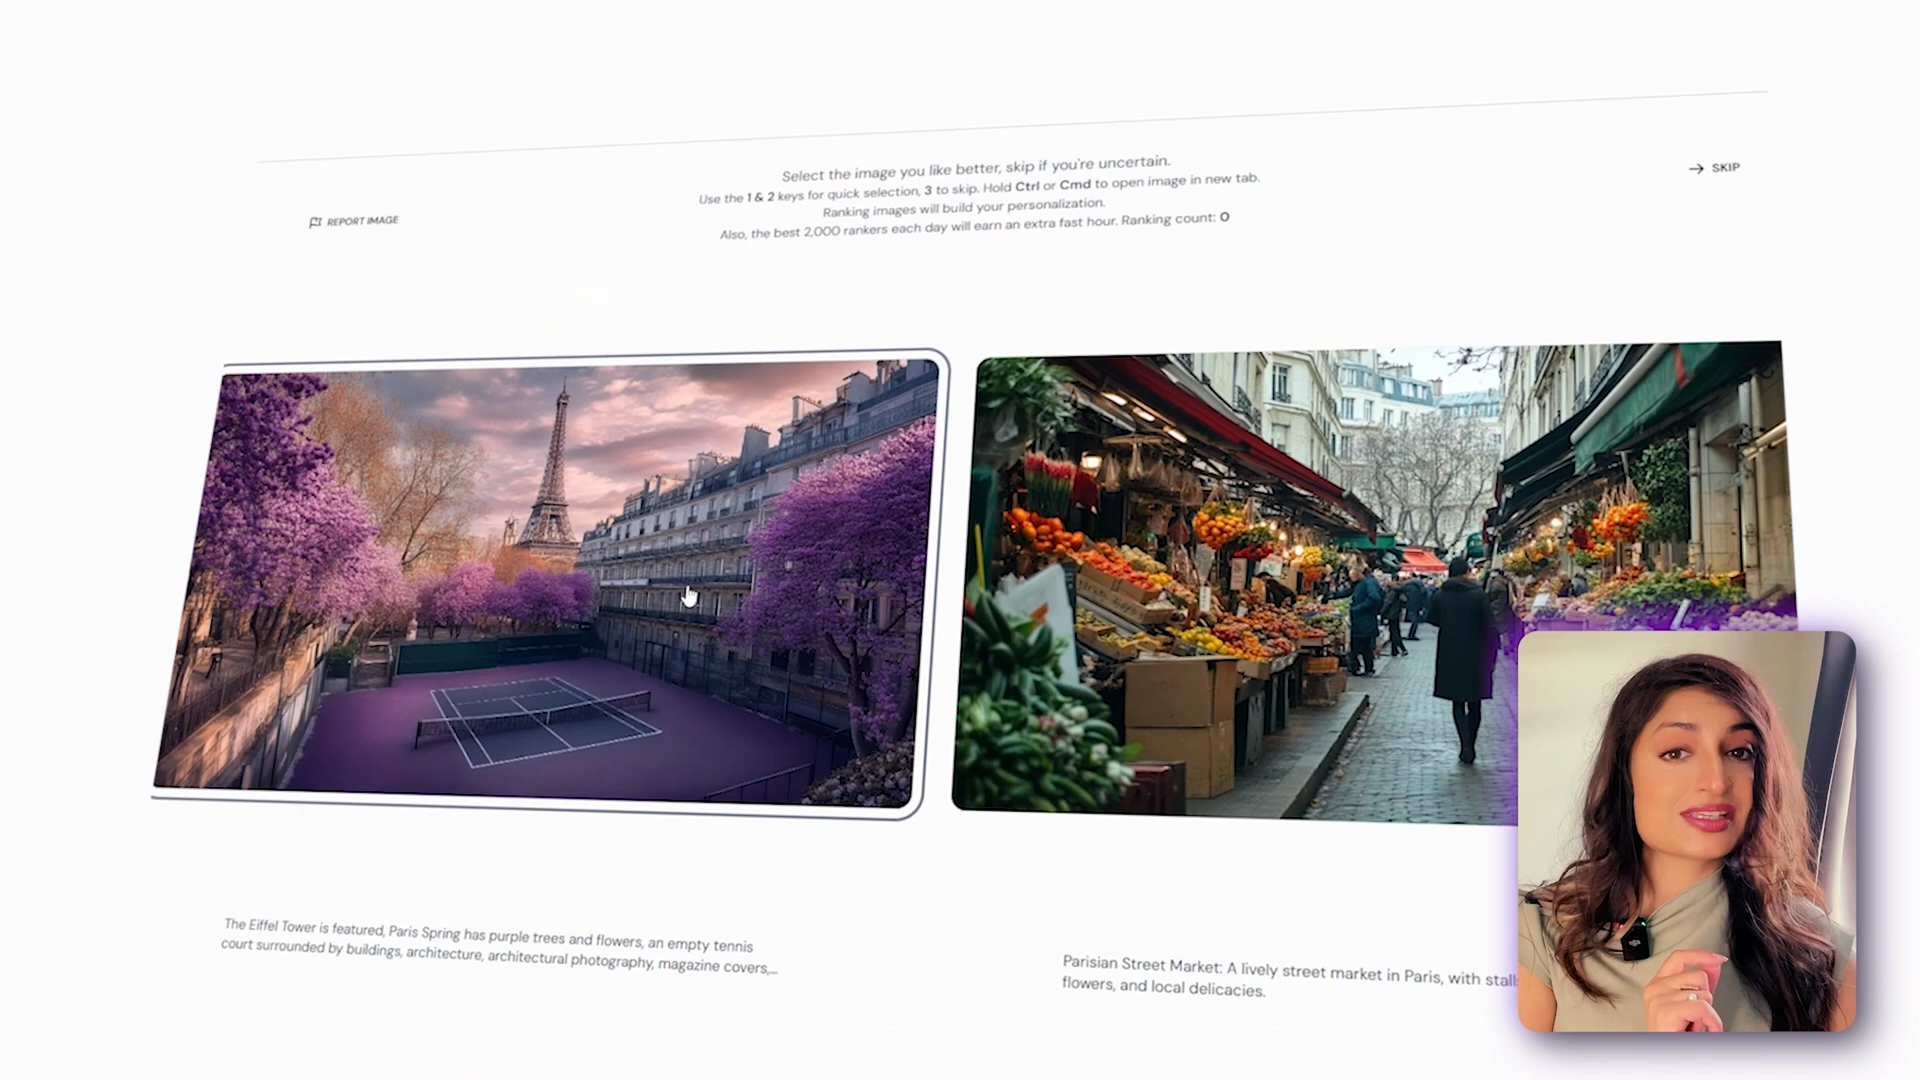 Select the image you like better, skip if you're uncertain.
Use the 1 & 2 keys for quick selection, 3 to skip. Hold Ctrl or Cmd to open image in new tab.
Ranking images will build your personalization.
Also, the best 2,000 rankers each day will earn an extra fast hour. Ranking count: 0
SKIP
REPORT IMAGE
The Eiffel Tower is featured, Paris Spring has purple trees and flowers, an empty tennis
court surrounded by buildings, architecture, architectural photography, magazine covers,...
Parisian Street Market: A lively street market in Paris, with
flowers, and local delicacies.